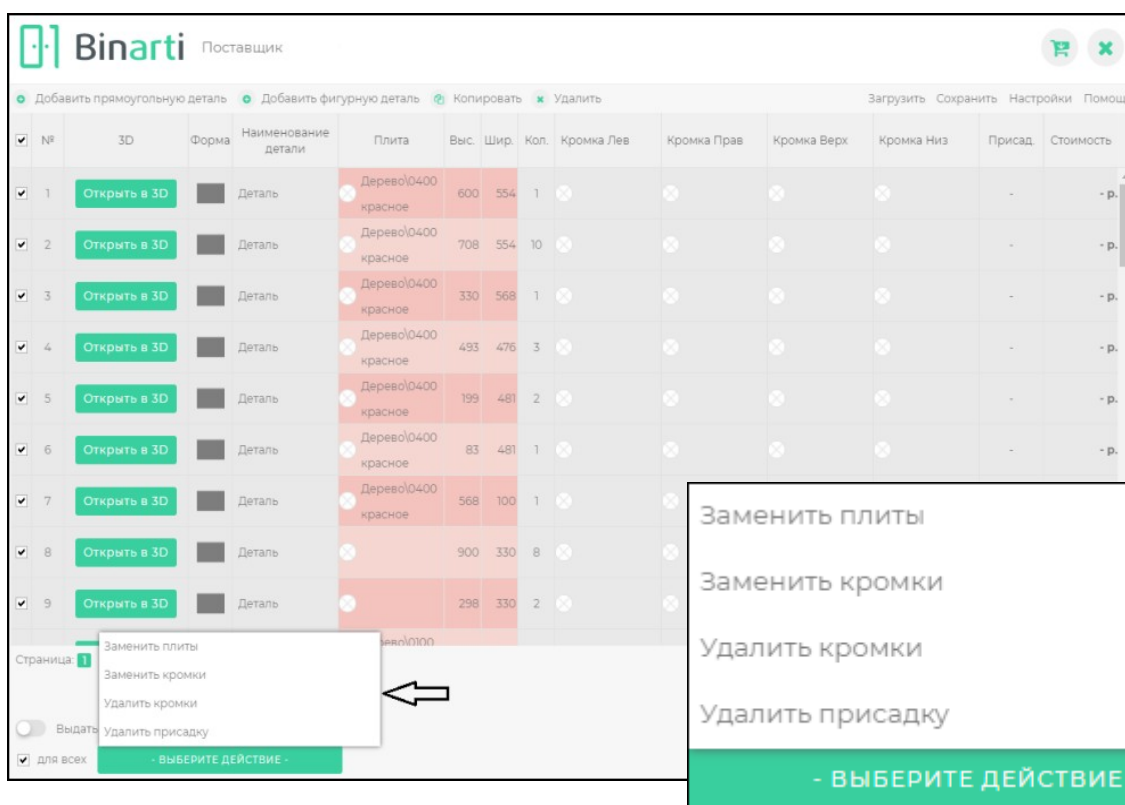 Binarti Поставщик
Добавить прямоугольную деталь Добавить фигурную деталь Копировать Удалить Загрузить Сохранить Настройки Помощ
№ 3D Форма Наименование детали Плита Выс. Шир. Кол. Кромка Лев Кромка Прав Кромка Верх Кромка Низ Присад. Стоимость
1 Открыть в 3D Деталь Дерево\0400 красное 600 554 1 - - р.
2 Открыть в 3D Деталь Дерево\0400 красное 708 554 10 - - р.
3 Открыть в 3D Деталь Дерево\0400 красное 330 568 1 - - р.
4 Открыть в 3D Деталь Дерево\0400 красное 493 476 3 - - р.
5 Открыть в 3D Деталь Дерево\0400 красное 199 481 2 - - р.
6 Открыть в 3D Деталь Дерево\0400 красное 83 481 1 - - р.
7 Открыть в 3D Деталь Дерево\0400 красное 568 100 1
8 Открыть в 3D Деталь 900 330 8
9 Открыть в 3D Деталь 298 330 2
Страница: 1
Заменить плиты
Заменить кромки
Удалить кромки
Выдать
Удалить присадку
для всех - ВЫБЕРИТЕ ДЕЙСТВИЕ -
Заменить плиты
Заменить кромки
Удалить кромки
Удалить присадку
- ВЫБЕРИТЕ ДЕЙСТВИЕ